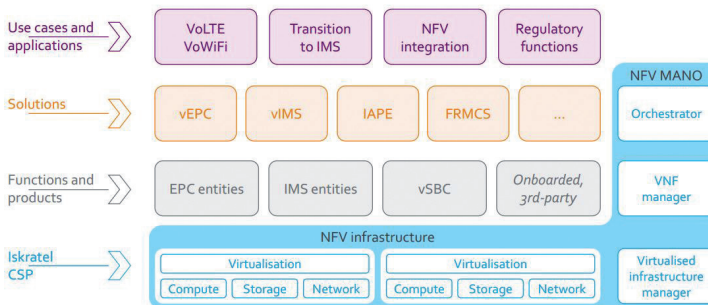 Use cases and
applications
VoLTE
VoWiFi
Transition
to IMS
NFV
integration
Regulatory
functions
NFV MANO
Solutions
vEPC
vIMS
IAPE
FRMCS
...
Orchestrator
Functions and
products
EPC entities
IMS entities
vSBC
Onboarded,
3rd-party
VNF
manager
NFV infrastructure
Iskratel
CSP
Virtualisation
Compute
Storage
Network
Virtualisation
Compute
Storage
Network
Virtualised
infrastructure
manager